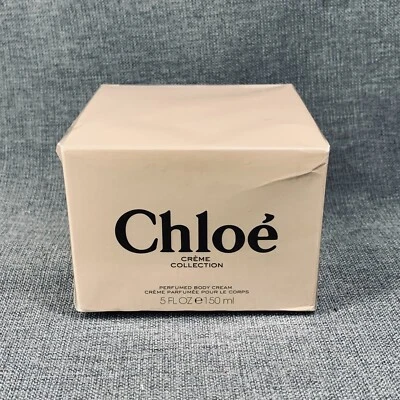 Chloé
CRÈME
COLLECTION
PERFUMED BODY CREAM
CRÈME PARFUMÉE POUR LE CORPS
5 FL OZ ℮ 150 ml